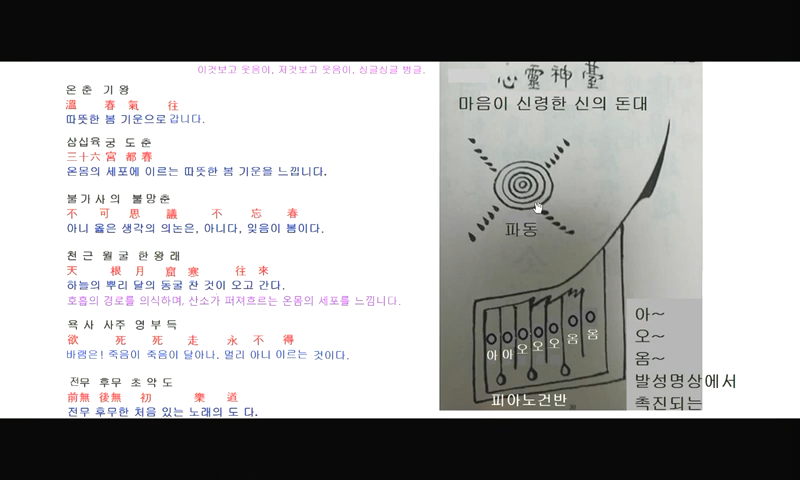 이것보고 웃음이, 저것보고 웃음이, 싱글싱글 벙글.
온 춘 기 왕
溫 春 氣 往
따뜻한 봄 기운으로 갑니다.
삼십육 궁 도 춘
三十六 宮 都 春
온몸의 세포에 이르는 따뜻한 봄 기운을 느낍니다.
불가 사의 불망춘
不 可 思 議 不 忘 春
아니 옳은 생각의 의논은, 아니다, 잊음이 봄이다.
천 근 월굴 한 왕 래
天 根 月 窟 寒 往 來
하늘의 뿌리 달의 동굴 찬 것이 오고 간다.
호흡의 경로를 의식하며, 산소가 퍼져흐르는 온몸의 세포를 느낍니다.
욕 사 사주 영 부 득
欲 死 死 走 永 不 得
바램은! 죽음이 죽음이 달아나, 멀리 아니 이르는 것이다.
전무 후무 초 악 도
前無 後無 初 樂 道
전무 후무한 처음 있는 노래의 도 다.
心靈神臺
마음이 신령한 신의 돈대
파동
아 아 오 오 오 옴 옴
피아노건반
아~
오~
옴~
발성명상에서
촉진되는